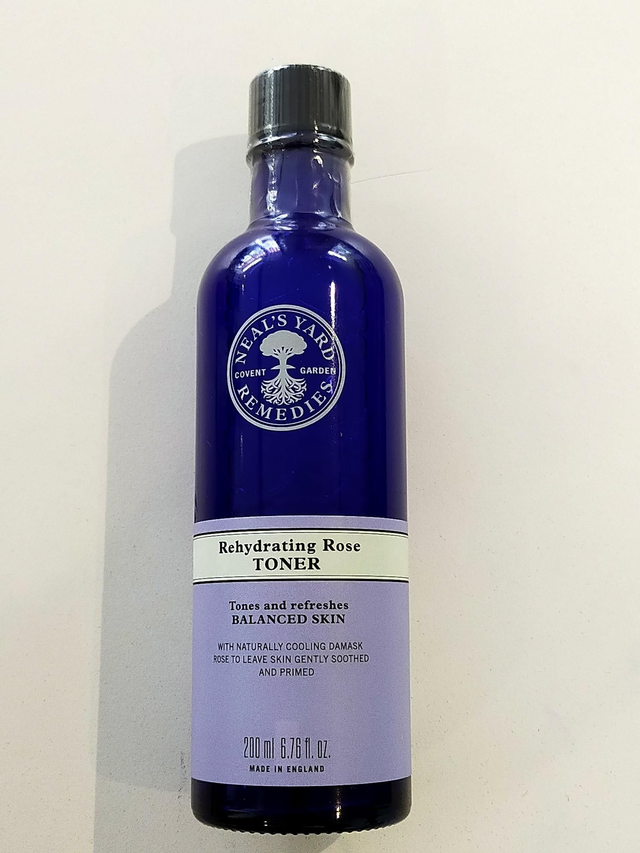 NEAL'S YARD
COVENT GARDEN
REMEDIES
Rehydrating Rose
TONER
Tones and refreshes
BALANCED SKIN
WITH NATURALLY COOLING DAMASK
ROSE TO LEAVE SKIN GENTLY SOOTHED
AND PRIMED
200 ml 6.76 fl. oz.
MADE IN ENGLAND